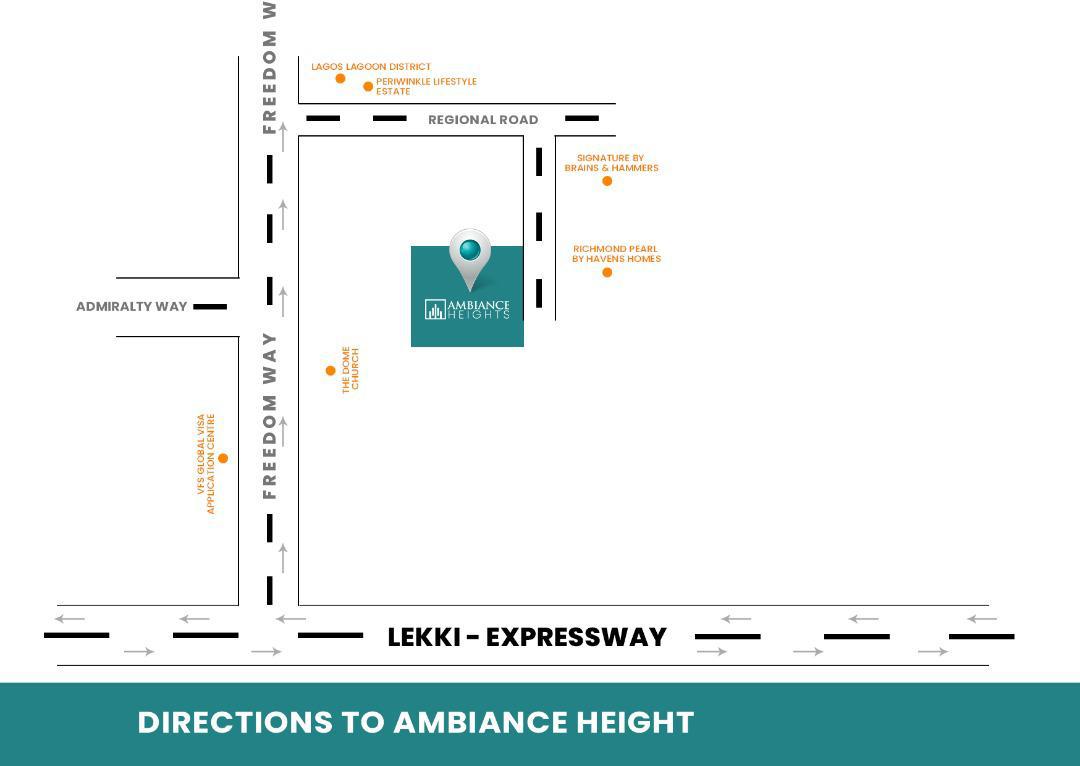 FREEDOM W
LAGOS LAGOON DISTRICT
PERIWINKLE LIFESTYLE
ESTATE
REGIONAL ROAD
SIGNATURE BY
BRAINS & HAMMERS
RICHMOND PEARL
BY HAVENS HOMES
AMBIANCE
HEIGHTS
ADMIRALTY WAY
FREEDOM WAY
THE DOME
CHURCH
VFS GLOBAL VISA
APPLICATION CENTRE
LEKKI - EXPRESSWAY
DIRECTIONS TO AMBIANCE HEIGHT